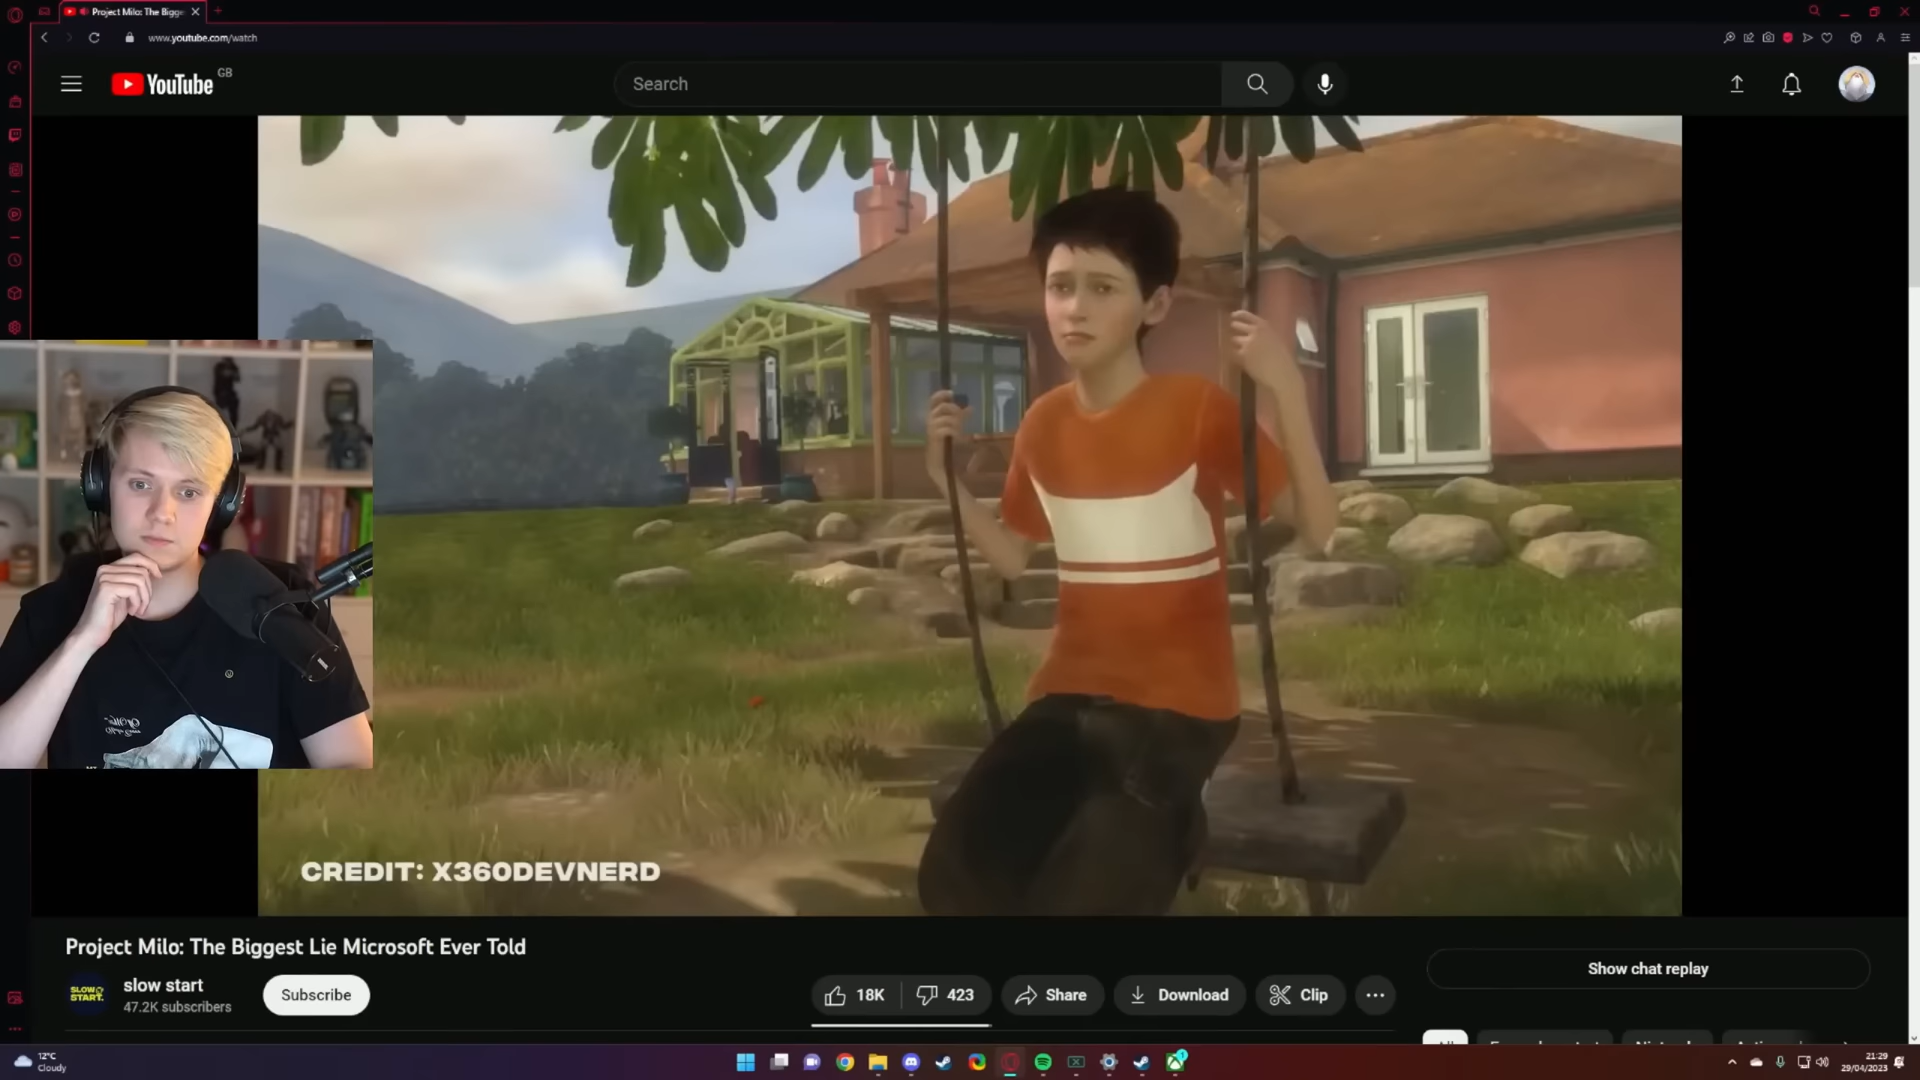 Project Milo: The Bigge
www.youtube.com/watch
YouTube GB
Search
CREDIT: X360DEVNERD
Project Milo: The Biggest Lie Microsoft Ever Told
SLOW START.
slow start
47.2K subscribers
Subscribe
18K
423
Share
Download
Clip
Show chat replay
12°C
Cloudy
21:29
29/04/2023